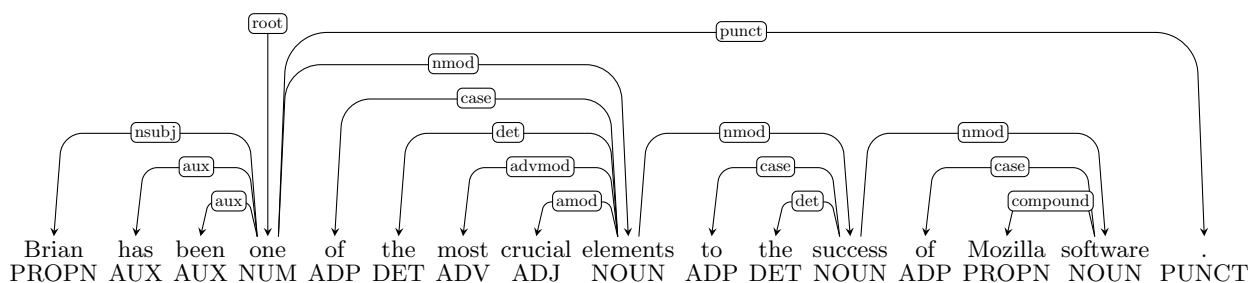 root
punct
nmod
case
nsubj det nmod nmod
aux advmod case case
aux amod det compound
Brian has been one of the most crucial elements to the success of Mozilla software .
PROPN AUX AUX NUM ADP DET ADV ADJ NOUN ADP DET NOUN ADP PROPN NOUN PUNCT